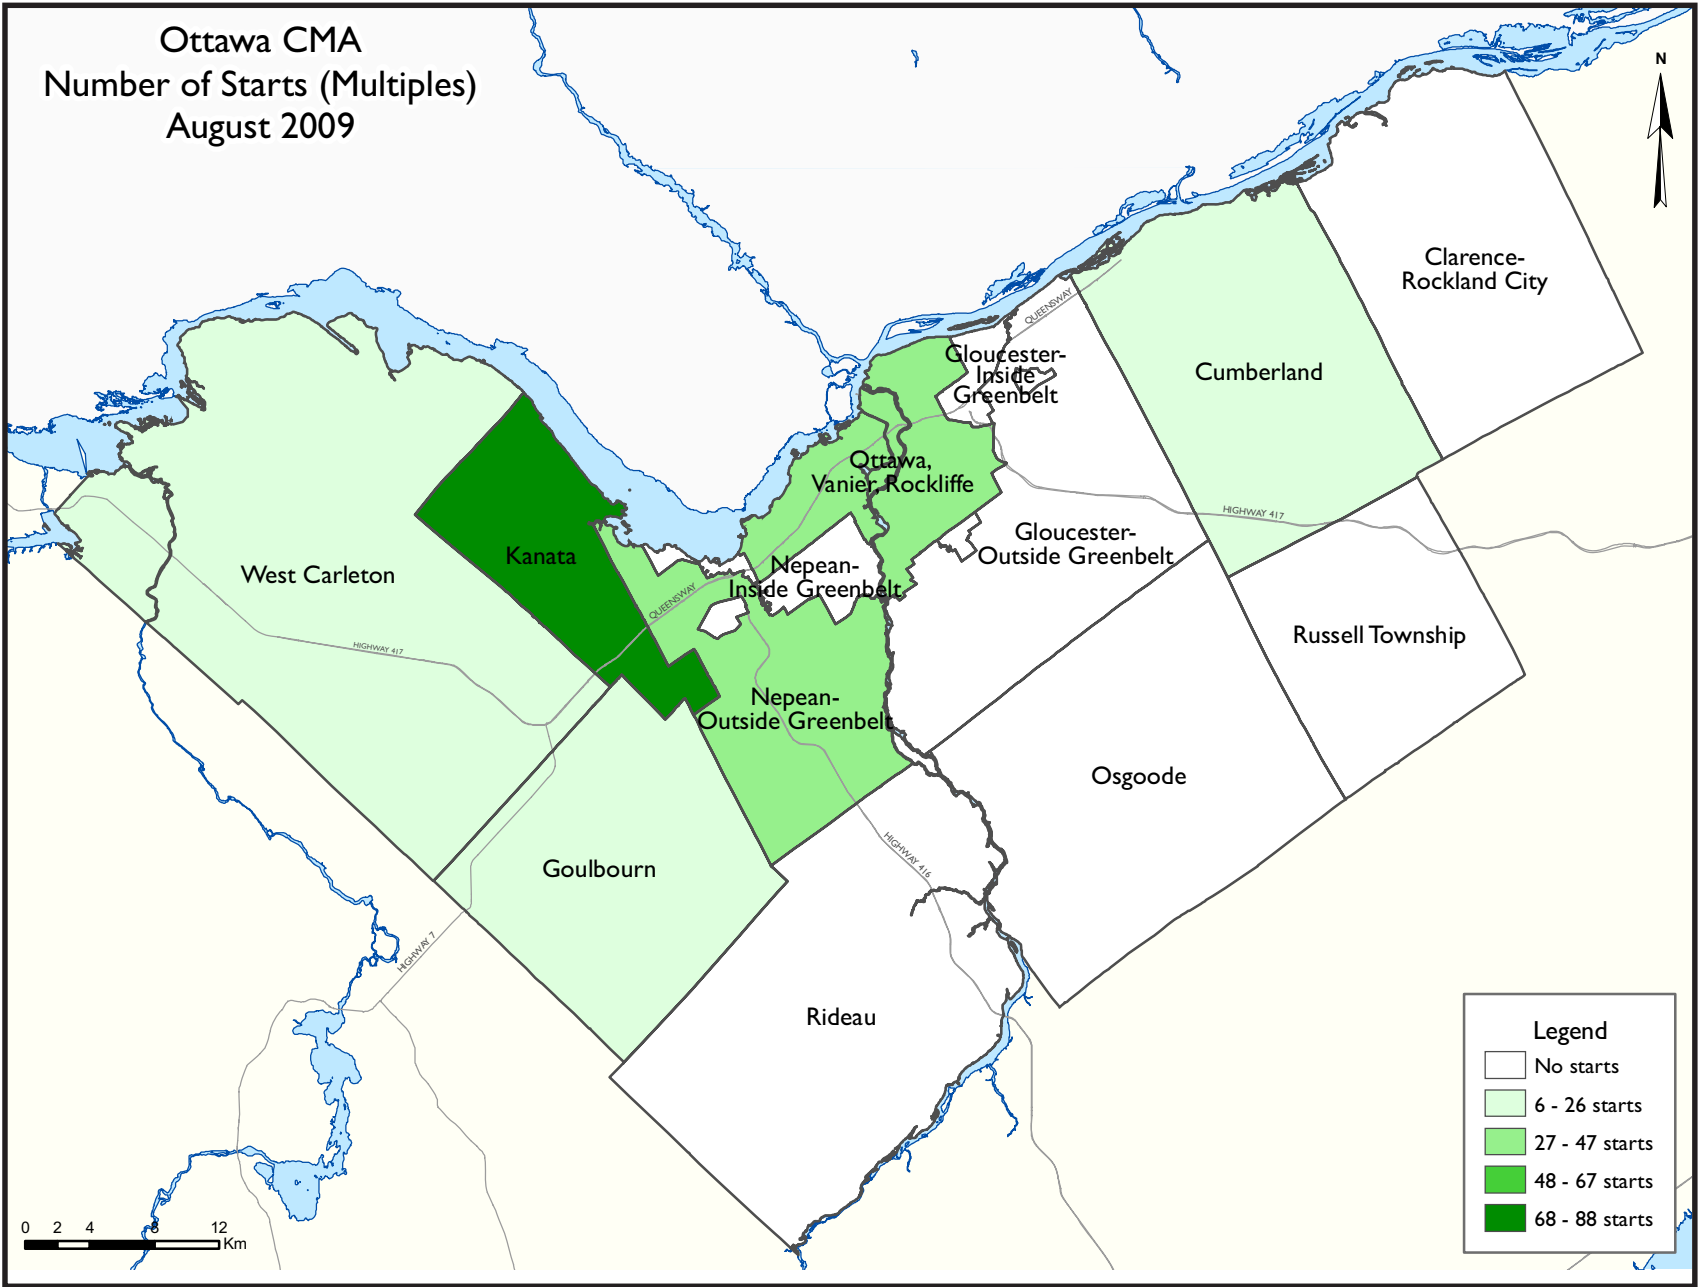 Ottawa CMA
Number of Starts (Multiples)
August 2009
N
Clarence-
Rockland City
QUEENSWAY
Gloucester-
Inside
Greenbelt
Cumberland
Ottawa,
Vanier, Rockliffe
HIGHWAY 417
Gloucester-
Outside Greenbelt
Kanata
West Carleton
Nepean-
Inside Greenbelt
QUEENSWAY
Russell Township
HIGHWAY 417
Nepean-
Outside Greenbelt
Osgoode
Goulbourn
HIGHWAY 416
HIGHWAY 7
Rideau
Legend
No starts
6 - 26 starts
27 - 47 starts
48 - 67 starts
68 - 88 starts
0 2 4 8 12
Km